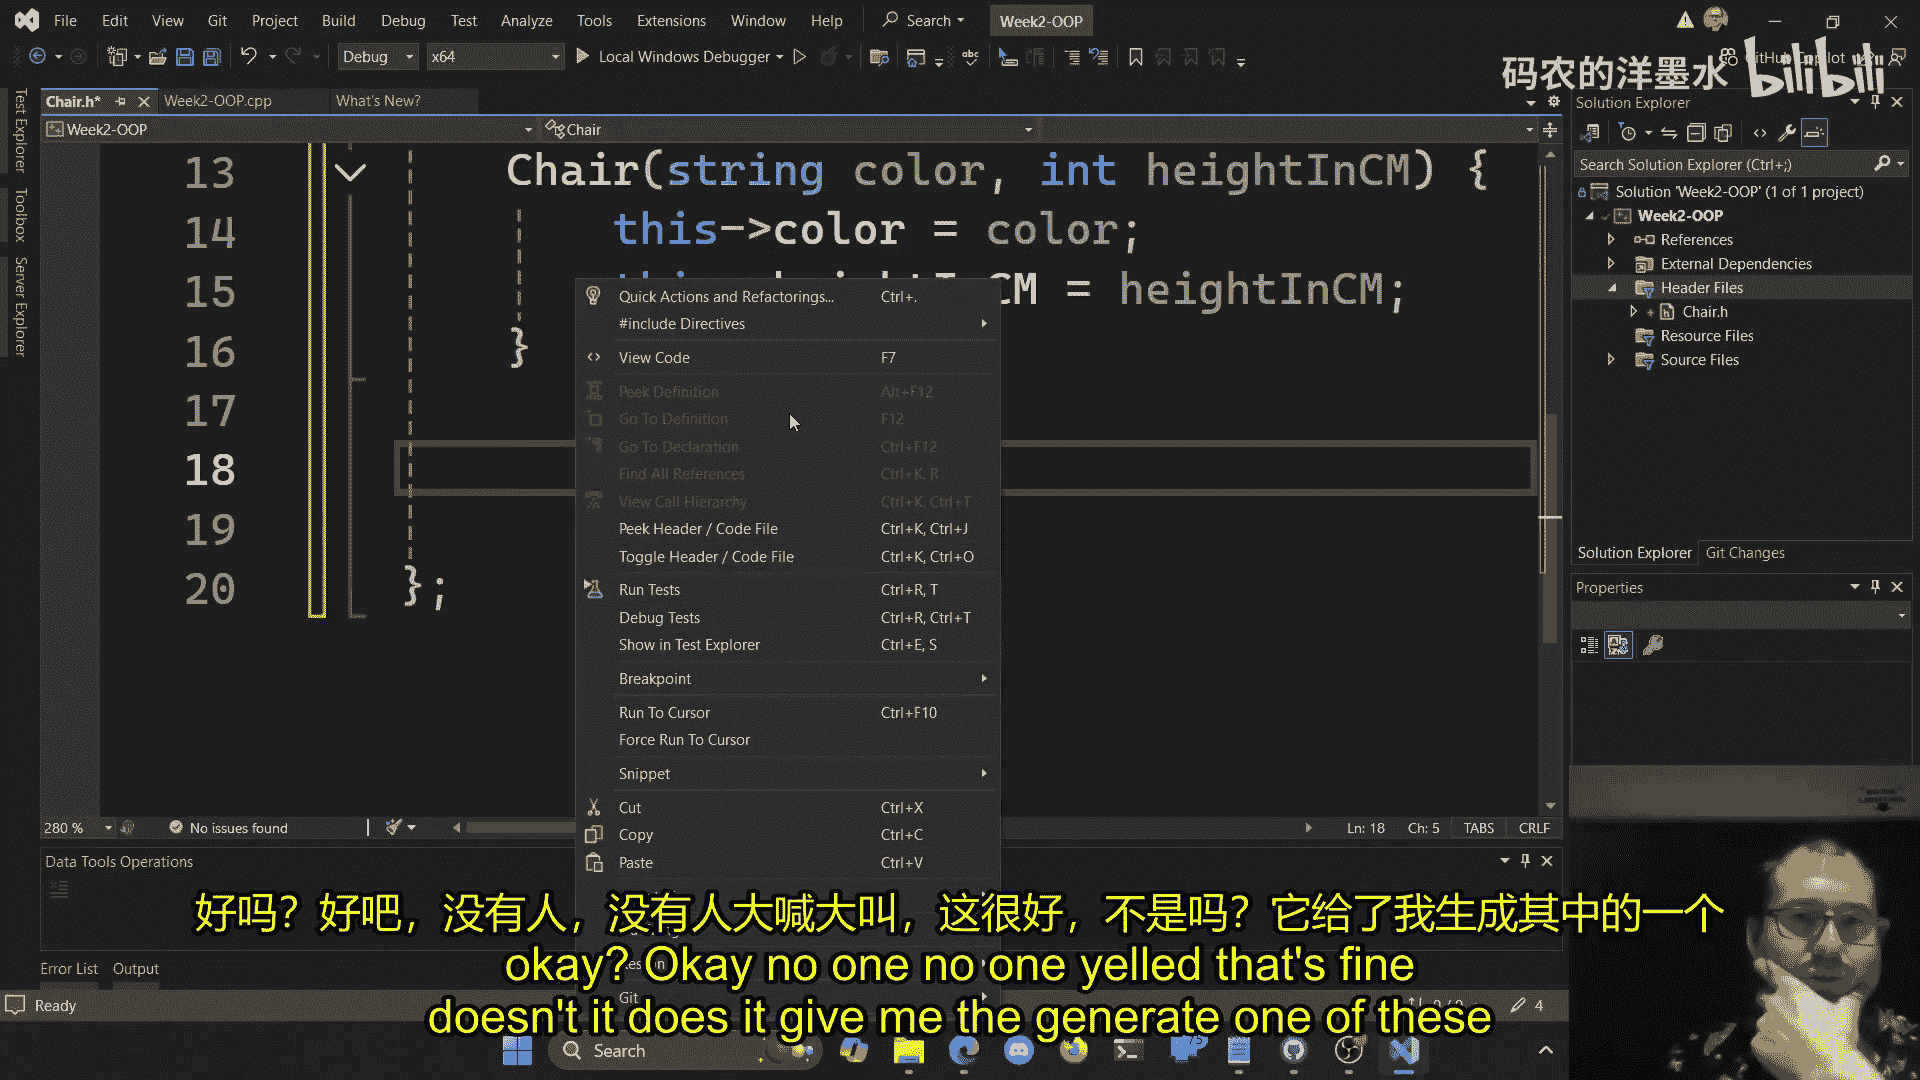 File Edit View Git Project Build Debug Test Analyze Tools Extensions Window Help Search Week2-OOP
Debug x64 Local Windows Debugger
码农的洋墨水 bilibili
Test Explorer
Toolbox
Server Explorer
Chair.h* Week2-OOP.cpp What's New?
Week2-OOP Chair
13 Chair(string color, int heightInCM) {
14 this->color = color;
15 CM = heightInCM;
16 }
17
18
19
20 };
Quick Actions and Refactorings... Ctrl+.
#include Directives
View Code F7
Peek Definition Alt+F12
Go To Definition F12
Go To Declaration Ctrl+F12
Find All References Ctrl+K, R
View Call Hierarchy Ctrl+K, Ctrl+T
Peek Header / Code File Ctrl+K, Ctrl+J
Toggle Header / Code File Ctrl+K, Ctrl+O
Run Tests Ctrl+R, T
Debug Tests Ctrl+R, Ctrl+T
Show in Test Explorer Ctrl+E, S
Breakpoint
Run To Cursor Ctrl+F10
Force Run To Cursor
Snippet
Cut Ctrl+X
Copy Ctrl+C
Paste Ctrl+V
Git
280 % No issues found Ln: 18 Ch: 5 TABS CRLF
Data Tools Operations
Error List Output
Ready
4
Solution Explorer
Search Solution Explorer (Ctrl+;)
Solution 'Week2-OOP' (1 of 1 project)
Week2-OOP
References
External Dependencies
Header Files
Chair.h
Resource Files
Source Files
Solution Explorer Git Changes
Properties
好吗？好吧，没有人，没有人大喊大叫，这很好，不是吗？它给了我生成其中的一个
okay? Okay no one no one yelled that's fine
doesn't it does it give me the generate one of these
Search